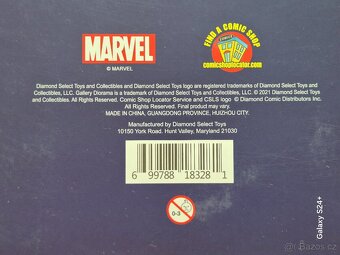 MARVEL
© MARVEL
FIND A COMIC SHOP
comicshoplocator.com
Diamond Select Toys and Collectibles and Diamond Select Toys logo are registered trademarks of Diamond Select Toys and
Collectibles, LLC. Gallery Diorama is a trademark of Diamond Select Toys and Collectibles, LLC. © 2021 Diamond Select Toys
and Collectibles. All Rights Reserved. Comic Shop Locator Service and CSLS logo © Diamond Comic Distributors Inc.
All Rights Reserved. Final product may vary.
MADE IN CHINA, GUANGDONG PROVINCE, HUIZHOU CITY.
Manufactured by Diamond Select Toys
10150 York Road. Hunt Valley, Maryland 21030
6 99788 18328 1
0-3
Galaxy S24+
sbazos.cz